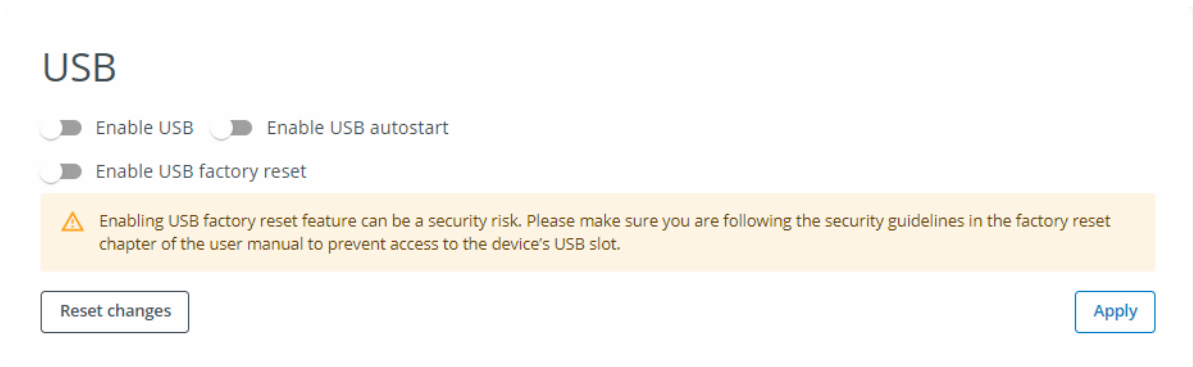 USB
Enable USB Enable USB autostart
Enable USB factory reset
Enabling USB factory reset feature can be a security risk. Please make sure you are following the security guidelines in the factory reset
chapter of the user manual to prevent access to the device's USB slot.
Reset changes Apply